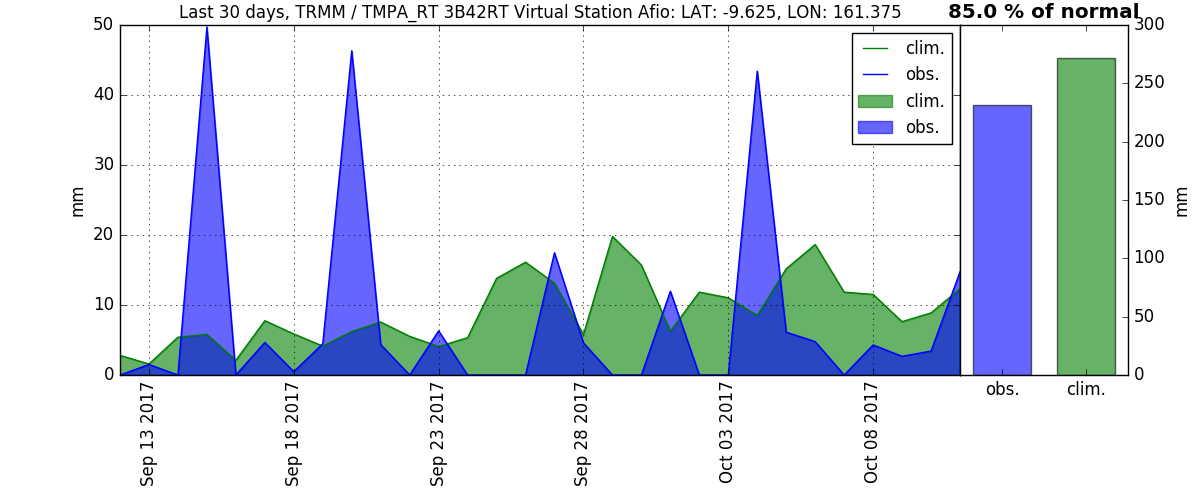 Last 30 days, TRMM / TMPA_RT 3B42RT Virtual Station Afio: LAT: -9.625, LON: 161.375
85.0 % of normal
50
40
30
20
10
0
mm
clim.
obs.
clim.
obs.
300
250
200
150
100
50
0
mm
Sep 13 2017
Sep 18 2017
Sep 23 2017
Sep 28 2017
Oct 03 2017
Oct 08 2017
obs.
clim.